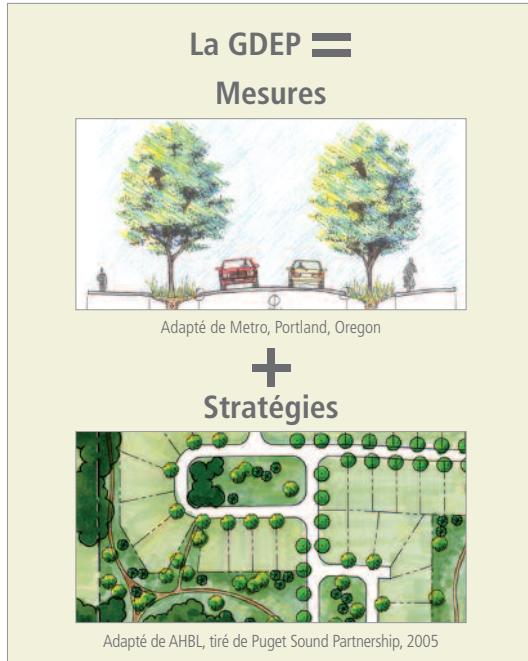 La GDEP =
Mesures
Adapté de Metro, Portland, Oregon
+
Stratégies
Adapté de AHBL, tiré de Puget Sound Partnership, 2005